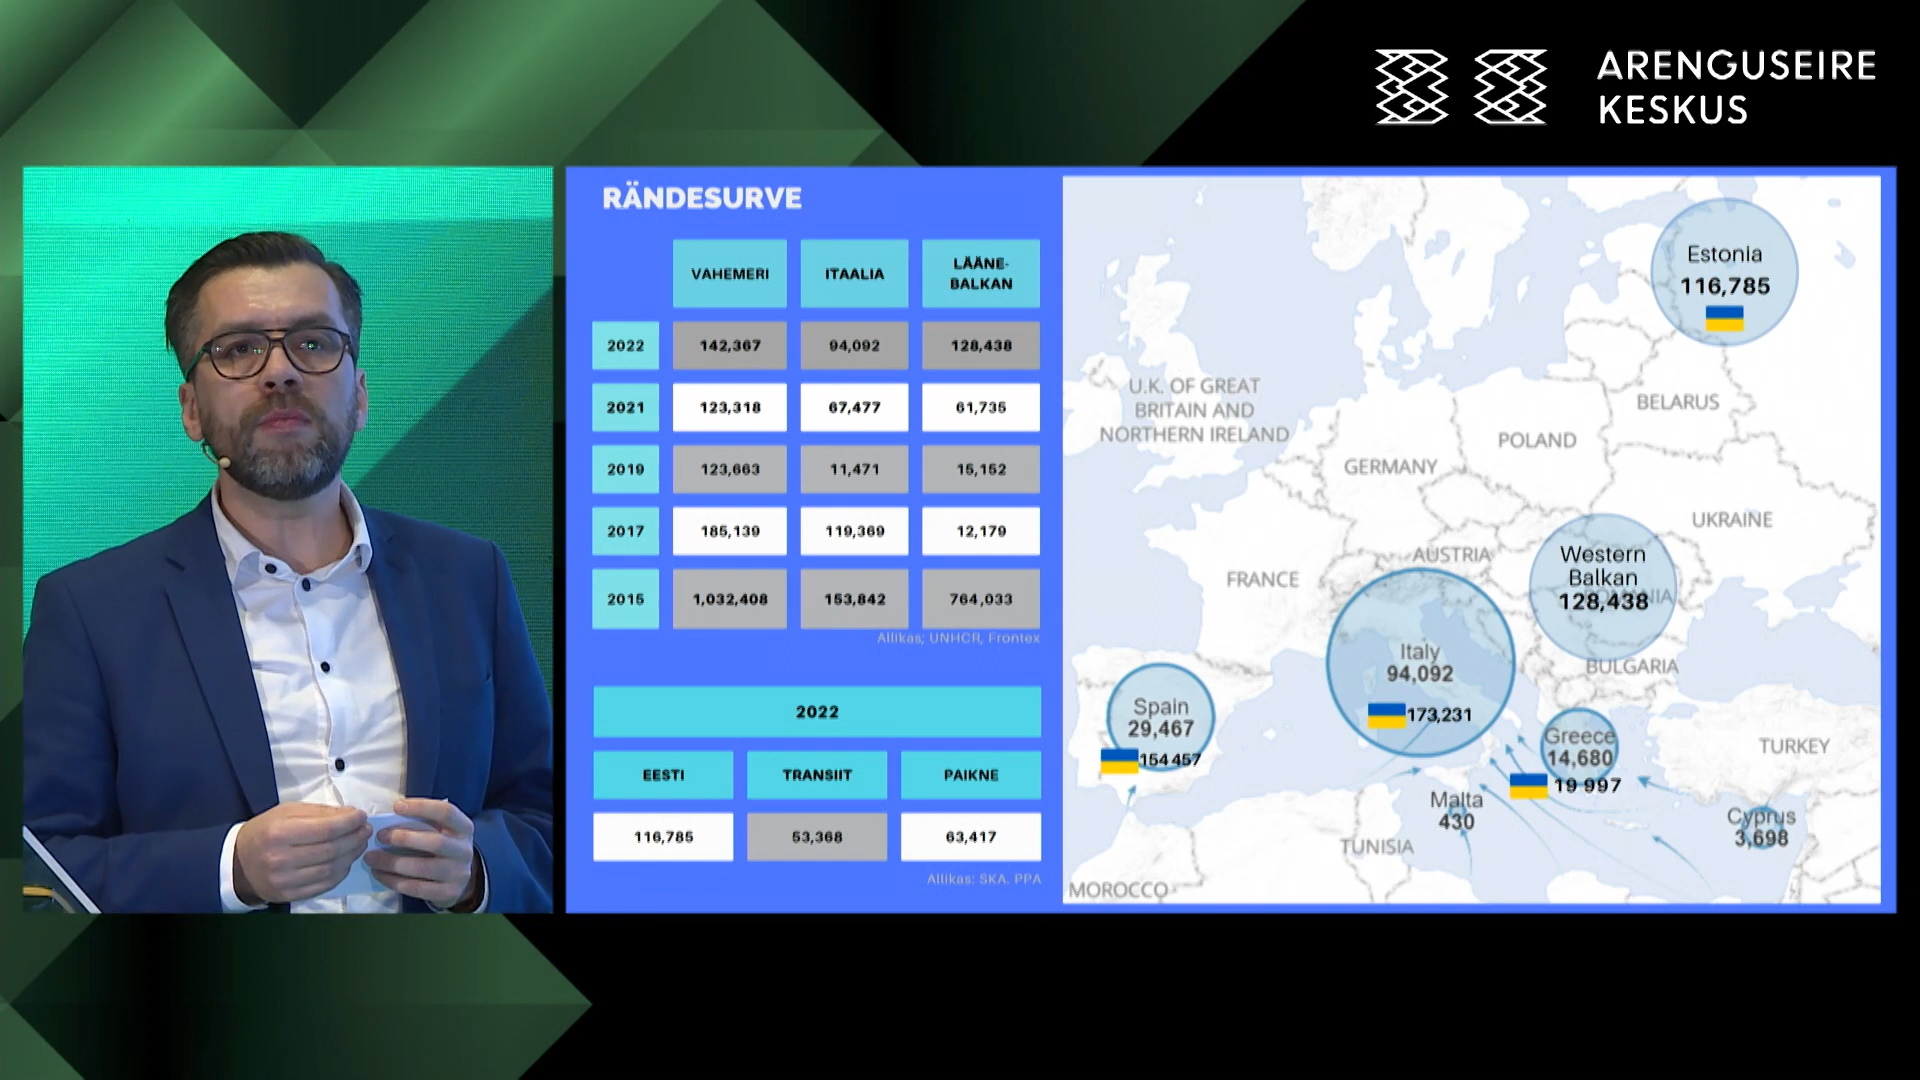 ARENGUSEIRE
KESKUS
RÄNDESURVE
VAHEMERI ITAALIA LÄÄNE-
BALKAN
2022 142,367 94,092 128,438
2021 123,318 67,477 61,735
2019 123,663 11,471 15,152
2017 185,139 119,369 12,179
2015 1,032,408 153,842 764,033
Allikas; UNHCR, Frontex
2022
EESTI TRANSIIT PAIKNE
116,785 53,368 63,417
Allikas: SKA. PPA
Estonia
116,785
U.K. OF GREAT
BRITAIN AND
NORTHERN IRELAND
BELARUS
POLAND
GERMANY
UKRAINE
AUSTRIA
FRANCE
Western
Balkan
ROMANIA
128,438
Italy
94,092
173,231
BULGARIA
Spain
29,467
154 457
Greece
14,680
19 997
TURKEY
Malta
430
Cyprus
3,698
TUNISIA
MOROCCO